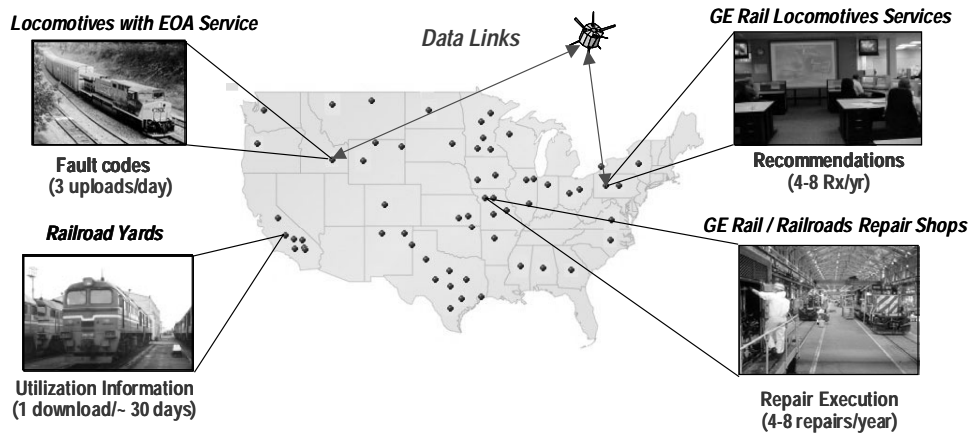 Locomotives with EOA Service
Data Links
GE Rail Locomotives Services
Fault codes
(3 uploads/day)
Recommendations
(4-8 Rx/yr)
Railroad Yards
GE Rail / Railroads Repair Shops
Utilization Information
(1 download/~ 30 days)
Repair Execution
(4-8 repairs/year)